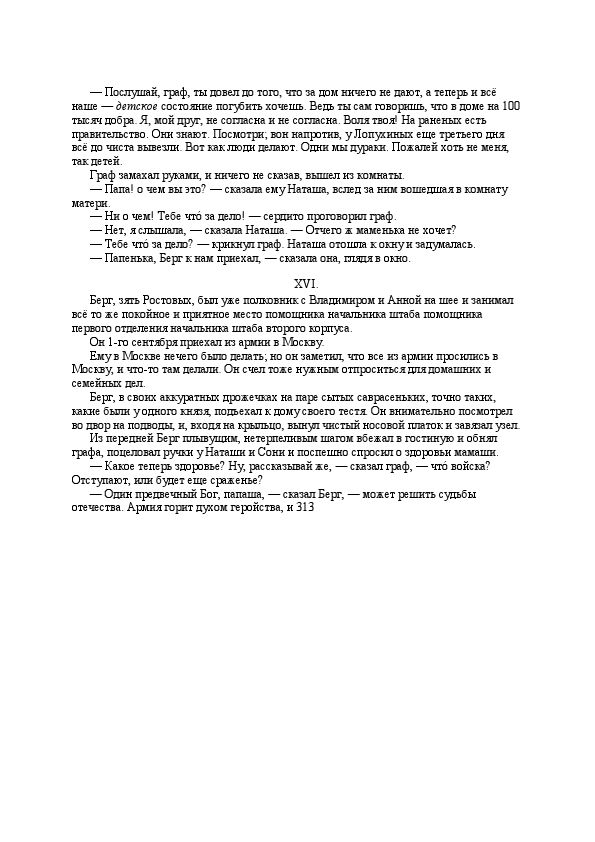 — Послушай, граф, ты довел до того, что за дом ничего не дают, а теперь и всё
наше — детское состояние погубить хочешь. Ведь ты сам говоришь, что в доме на 100
тысяч добра. Я, мой друг, не согласна и не согласна. Воля твоя! На раненых есть
правительство. Они знают. Посмотри; вон напротив, у Лопухиных еще третьего дня
всё до чиста вывезли. Вот как люди делают. Одни мы дураки. Пожалей хоть не меня,
так детей.
Граф замахал руками, и ничего не сказав, вышел из комнаты.
— Папа! о чем вы это? — сказала ему Наташа, вслед за ним вошедшая в комнату
матери.
— Ни о чем! Тебе что́ за дело! — сердито проговорил граф.
— Нет, я слышала, — сказала Наташа. — Отчего ж маменька не хочет?
— Тебе что́ за дело? — крикнул граф. Наташа отошла к окну и задумалась.
— Папенька, Берг к нам приехал, — сказала она, глядя в окно.
XVI.
Берг, зять Ростовых, был уже полковник с Владимиром и Анной на шее и занимал
всё то же покойное и приятное место помощника начальника штаба помощника
первого отделения начальника штаба второго корпуса.
Он 1-го сентября приехал из армии в Москву.
Ему в Москве нечего было делать; но он заметил, что все из армии просились в
Москву, и что-то там делали. Он счел тоже нужным отпроситься для домашних и
семейных дел.
Берг, в своих аккуратных дрожечках на паре сытых саврасеньких, точно таких,
какие были у одного князя, подъехал к дому своего тестя. Он внимательно посмотрел
во двор на подводы, и, входя на крыльцо, вынул чистый носовой платок и завязал узел.
Из передней Берг плывущим, нетерпеливым шагом вбежал в гостиную и обнял
графа, поцеловал ручки у Наташи и Сони и поспешно спросил о здоровьи мамаши.
— Какое теперь здоровье? Ну, рассказывай же, — сказал граф, — что́ войска?
Отступают, или будет еще сраженье?
— Один предвечный Бог, папаша, — сказал Берг, — может решить судьбы
отечества. Армия горит духом геройства, и 313